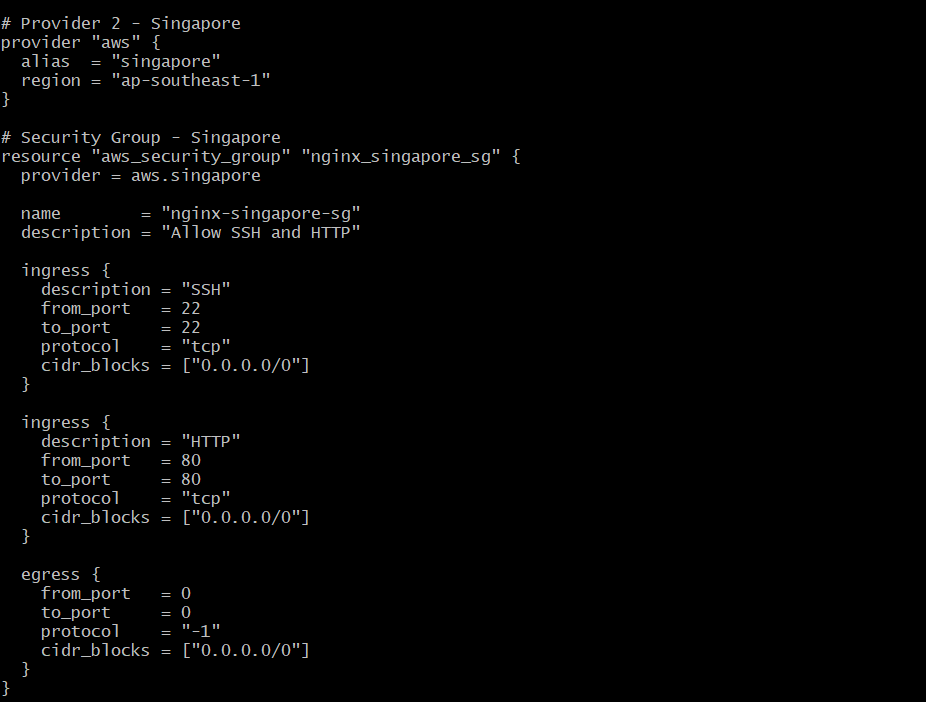 # Provider 2 - Singapore
provider "aws" {
  alias  = "singapore"
  region = "ap-southeast-1"
}

# Security Group - Singapore
resource "aws_security_group" "nginx_singapore_sg" {
  provider = aws.singapore

  name        = "nginx-singapore-sg"
  description = "Allow SSH and HTTP"

  ingress {
    description = "SSH"
    from_port   = 22
    to_port     = 22
    protocol    = "tcp"
    cidr_blocks = ["0.0.0.0/0"]
  }

  ingress {
    description = "HTTP"
    from_port   = 80
    to_port     = 80
    protocol    = "tcp"
    cidr_blocks = ["0.0.0.0/0"]
  }

  egress {
    from_port   = 0
    to_port     = 0
    protocol    = "-1"
    cidr_blocks = ["0.0.0.0/0"]
  }
}